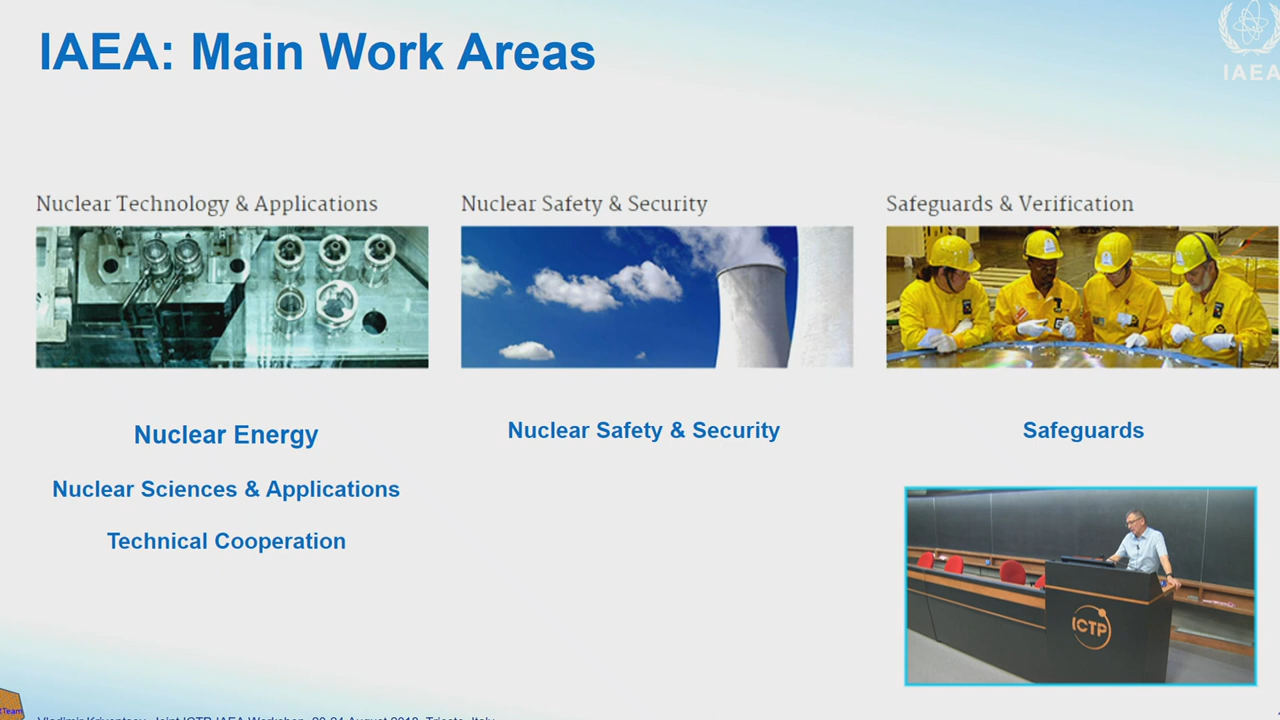 IAEA: Main Work Areas
IAEA
Nuclear Technology & Applications
Nuclear Safety & Security
Safeguards & Verification
Nuclear Energy
Nuclear Safety & Security
Safeguards
Nuclear Sciences & Applications
Technical Cooperation
ICTP
Team